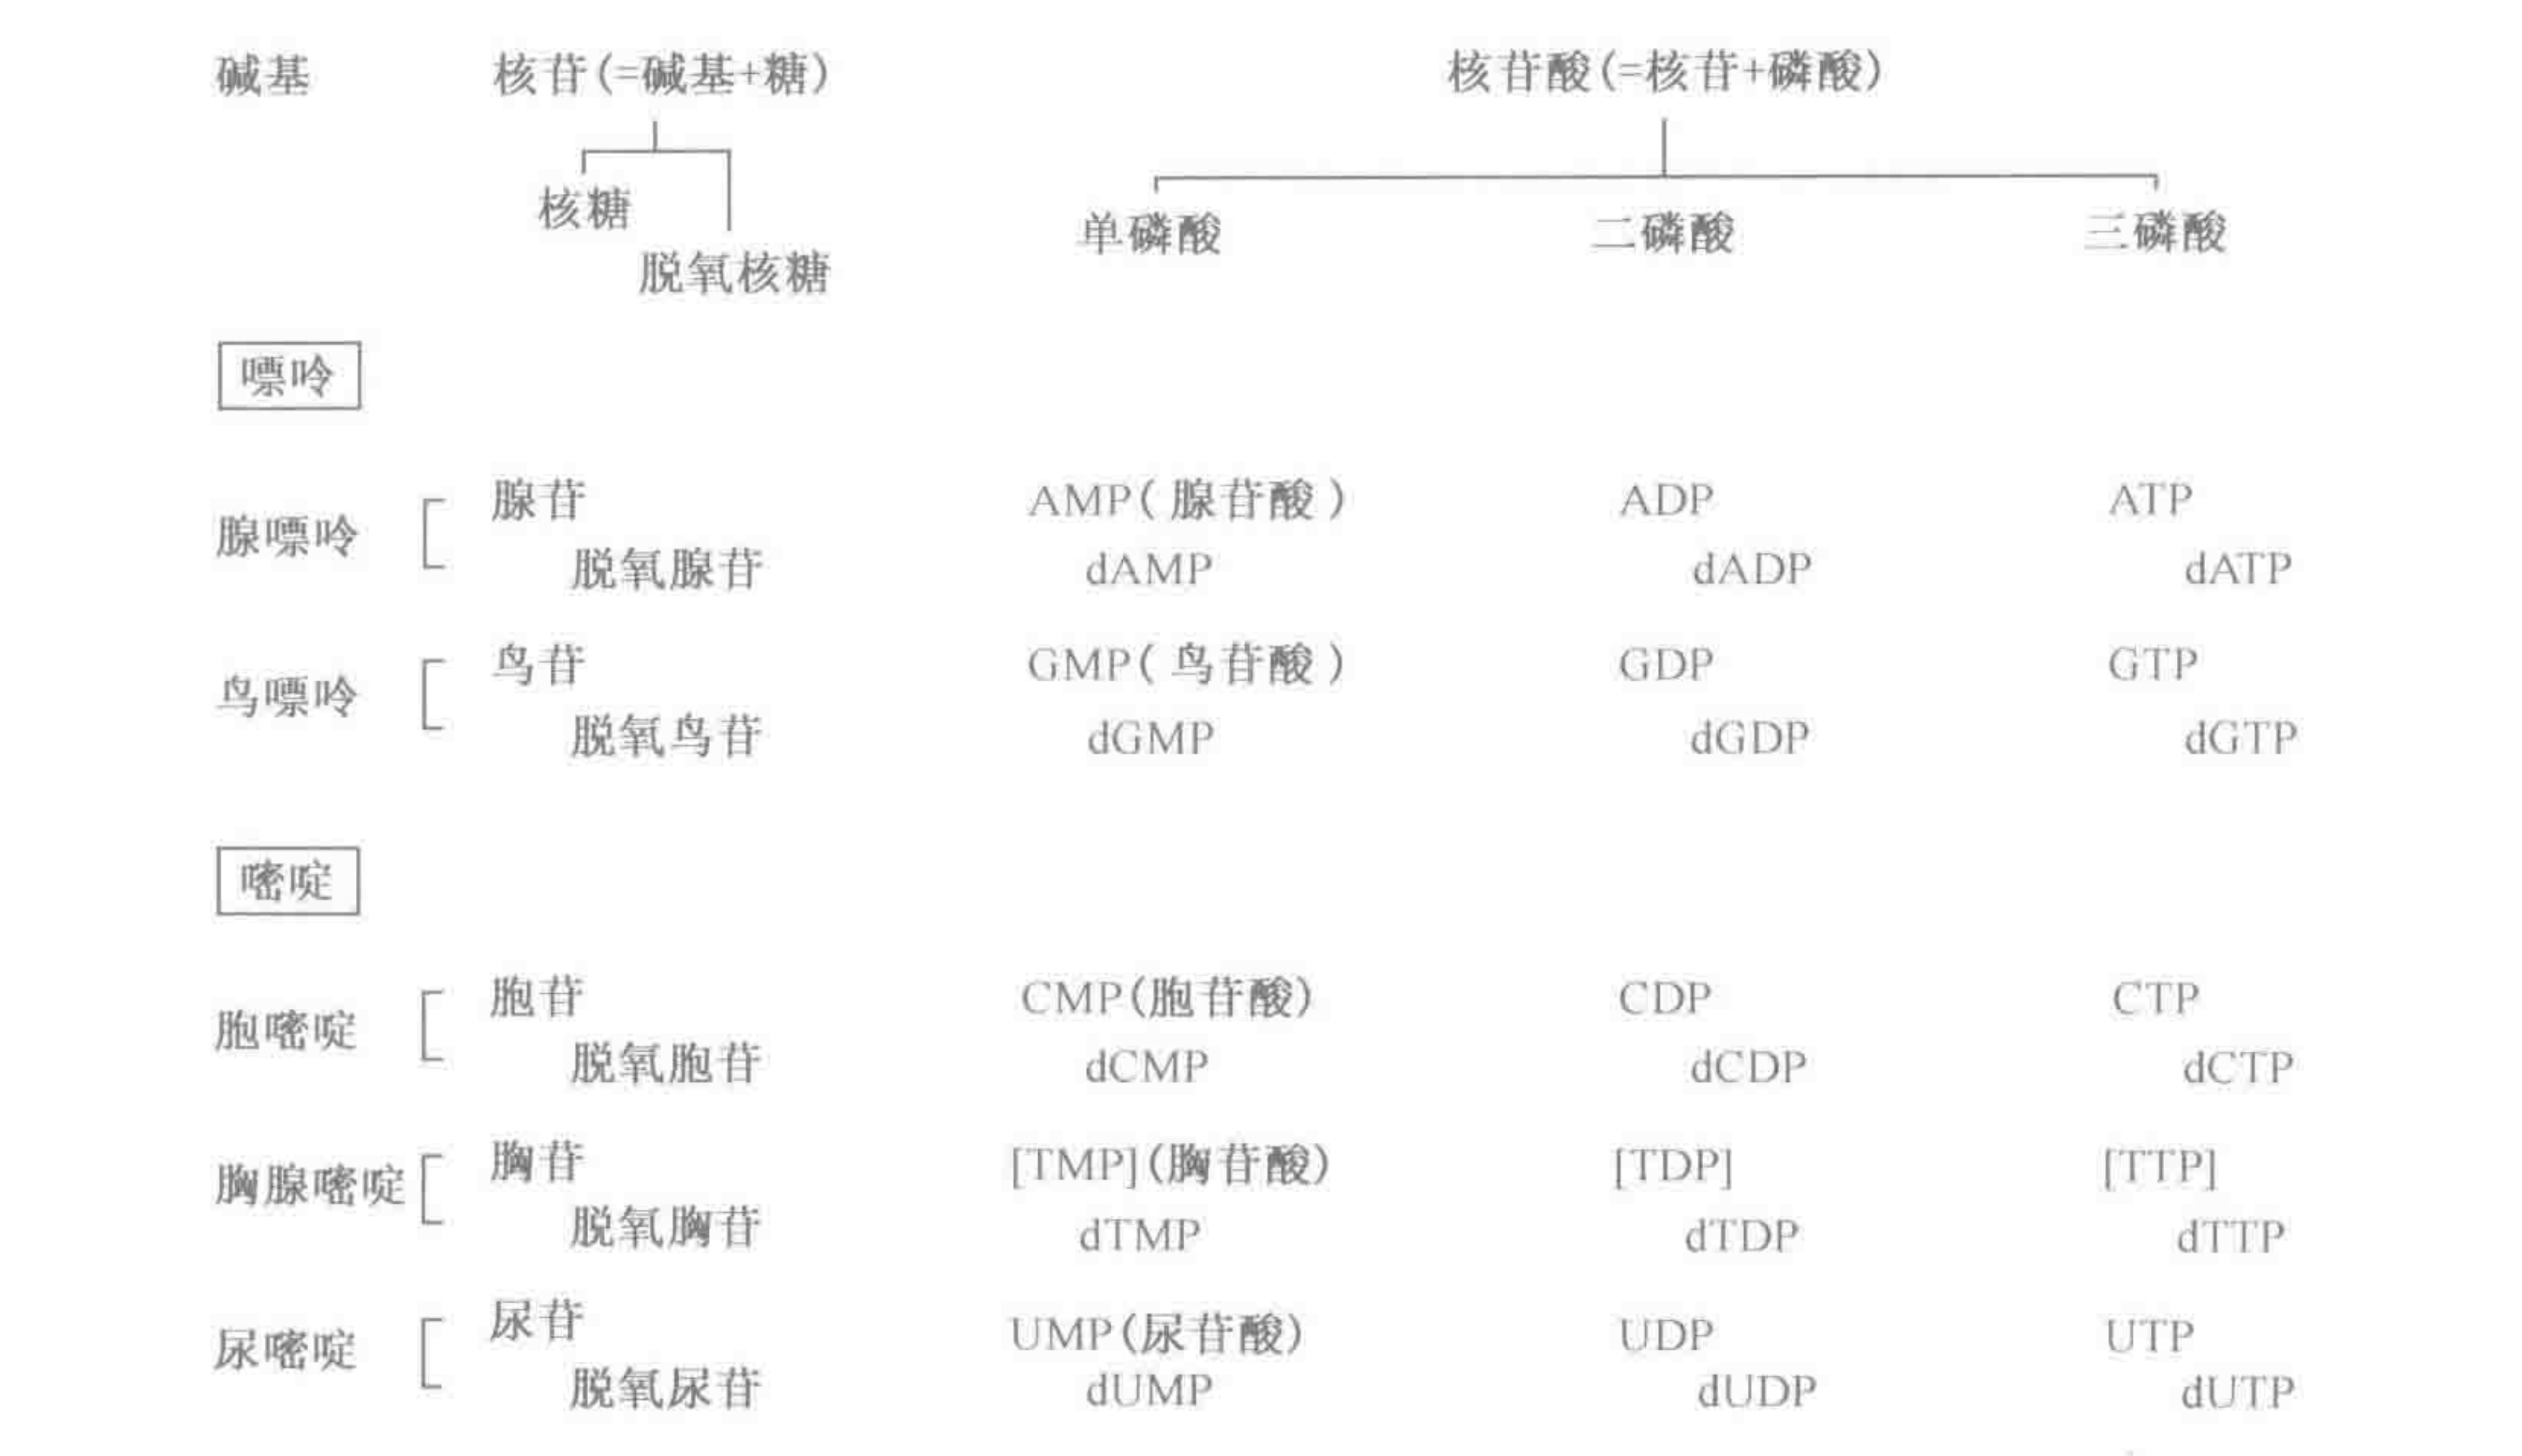 碱基 核苷(=碱基+糖) 核苷酸(=核苷+磷酸)
核糖 单磷酸 二磷酸 三磷酸
脱氧核糖
嘌呤
腺嘌呤
腺苷 AMP(腺苷酸) ADP ATP
脱氧腺苷 dAMP dADP dATP
鸟嘌呤
鸟苷 GMP(鸟苷酸) GDP GTP
脱氧鸟苷 dGMP dGDP dGTP
嘧啶
胞嘧啶
胞苷 CMP(胞苷酸) CDP CTP
脱氧胞苷 dCMP dCDP dCTP
胸腺嘧啶
胸苷 [TMP](胸苷酸) [TDP] [TTP]
脱氧胸苷 dTMP dTDP dTTP
尿嘧啶
尿苷 UMP(尿苷酸) UDP UTP
脱氧尿苷 dUMP dUDP dUTP